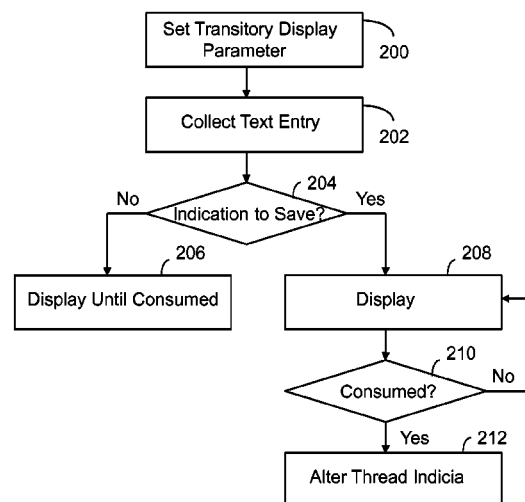 Set Transitory Display
Parameter
200
Collect Text Entry
202
204
No
Indication to Save?
Yes
206
208
Display Until Consumed
Display
210
Consumed?
No
Yes
212
Alter Thread Indicia